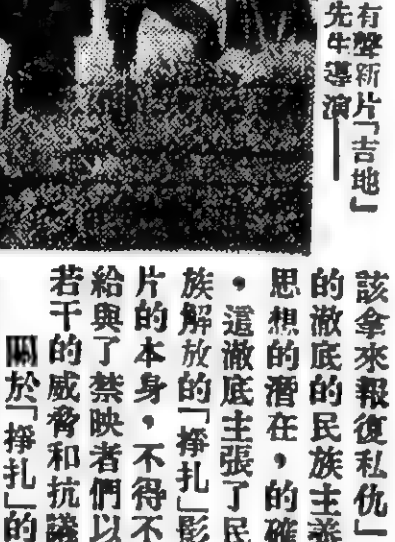 有聲新片「吉地」
先生導演
該拿來報復私仇」
的澈底的民族主義
思想的潛在，的確
。這澈底主張了民
族解放的「掙扎」影
片的本身，不得不
給與了禁映者們以
若干的威脅和抗議
於「掙扎」的